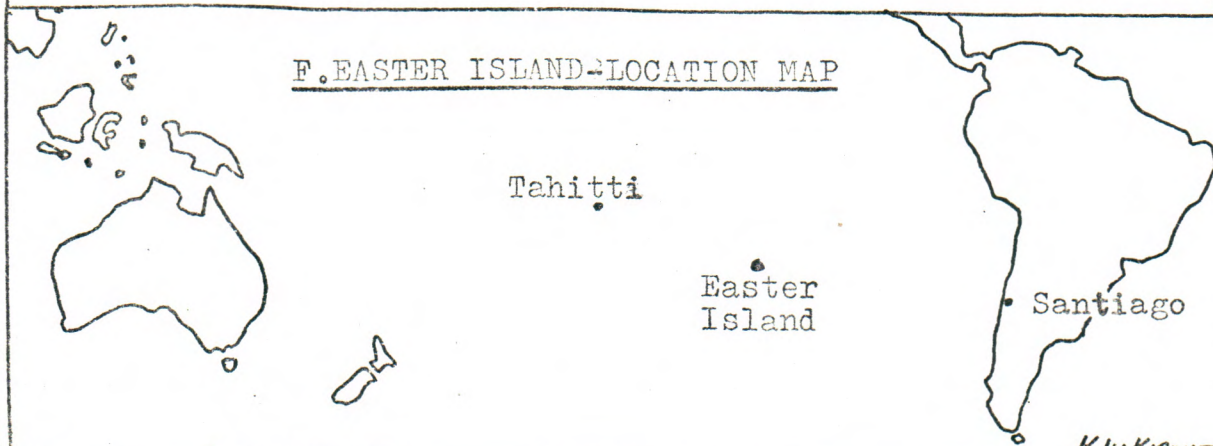 F.EASTER ISLAND-LOCATION MAP
Tahitti
Easter
Island
Santiago